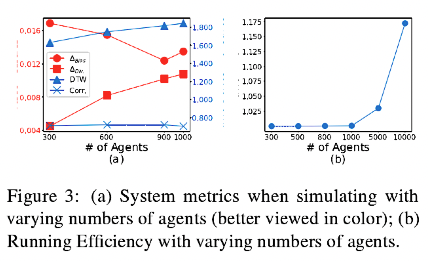 0.016
0.012
0.008
0.004
1,800
1,600
1,400
1,200
1,000
0,800
DTW
Corr.
300 600 900 1000
# of Agents
(a)
1,175
1,150
1,125
1,100
1,075
1,050
1,025
300 500 800 1000 5000 10000
# of Agents
(b)
Figure 3: (a) System metrics when simulating with
varying numbers of agents (better viewed in color); (b)
Running Efficiency with varying numbers of agents.